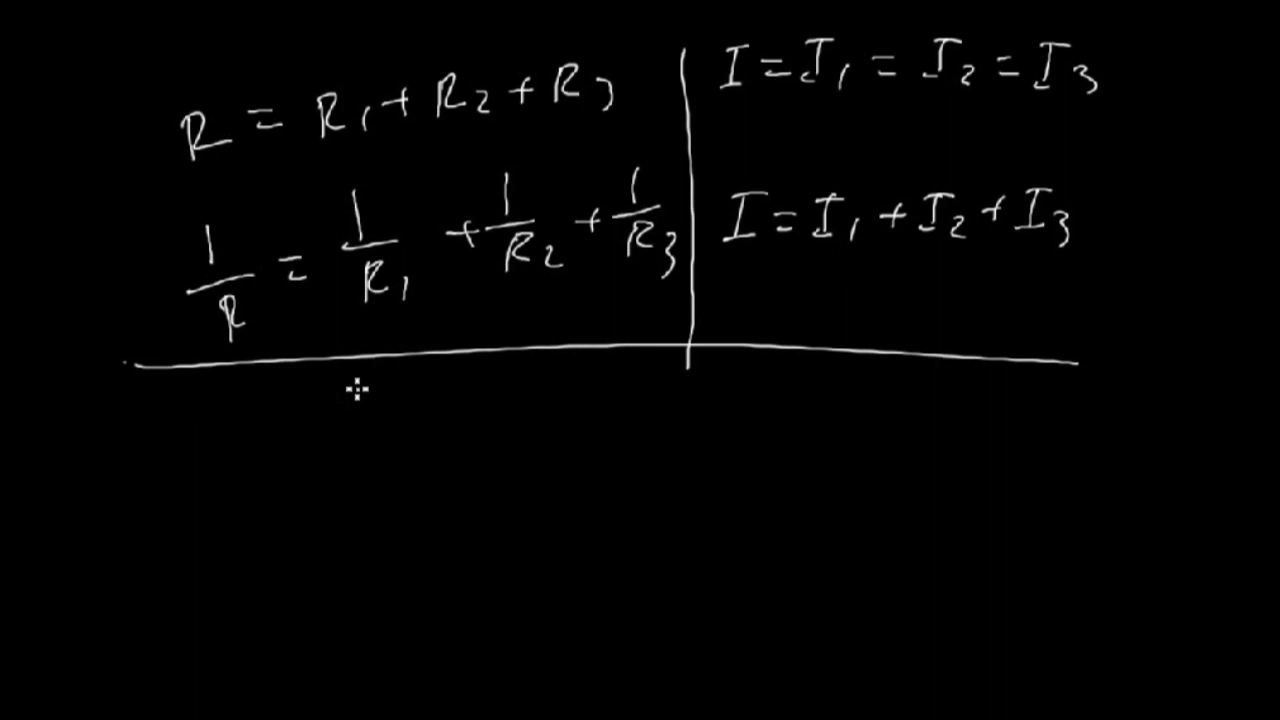 R = R₁ + R₂ + R₃
I = I₁ = I₂ = I₃
1/R = 1/R₁ + 1/R₂ + 1/R₃
I = I₁ + I₂ + I₃